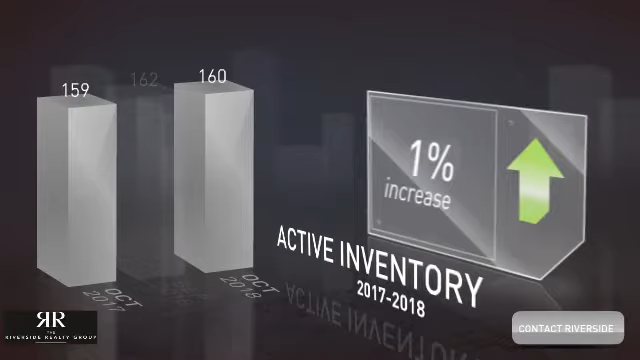 159
162
160
1%
increase
ACTIVE INVENTORY
2017-2018
OCT
2017
OCT
2018
RR
THE
RIVERSIDE REALTY GROUP
CONTACT RIVERSIDE